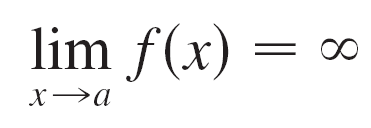 lim f(x) = ∞
x→a